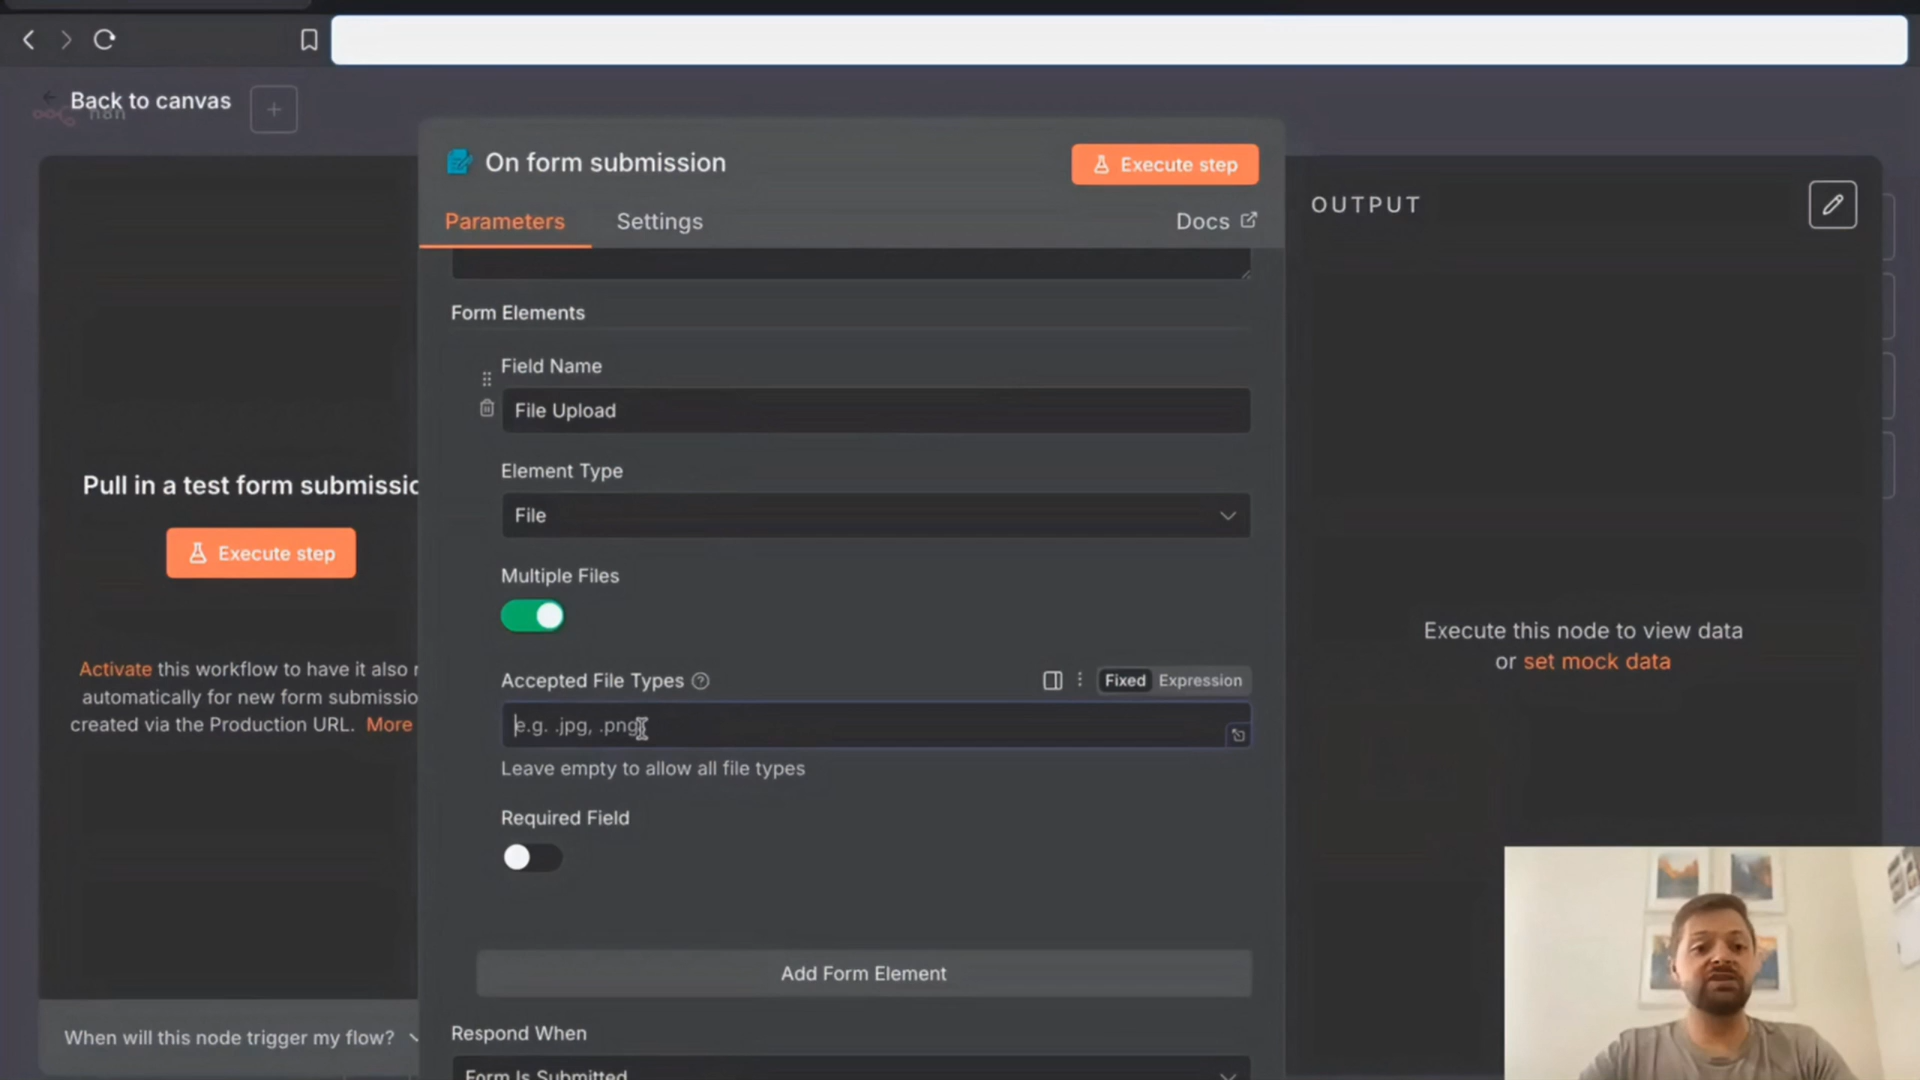 Back to canvas
n8n
On form submission
Execute step
Parameters
Settings
Docs
OUTPUT
Form Elements
Field Name
File Upload
Element Type
File
Multiple Files
Accepted File Types
Fixed
Expression
e.g. .jpg, .png
Leave empty to allow all file types
Required Field
Add Form Element
Respond When
Form Is Submitted
Pull in a test form submissio
Execute step
Activate this workflow to have it also r
automatically for new form submissio
created via the Production URL. More
When will this node trigger my flow?
Execute this node to view data
or set mock data